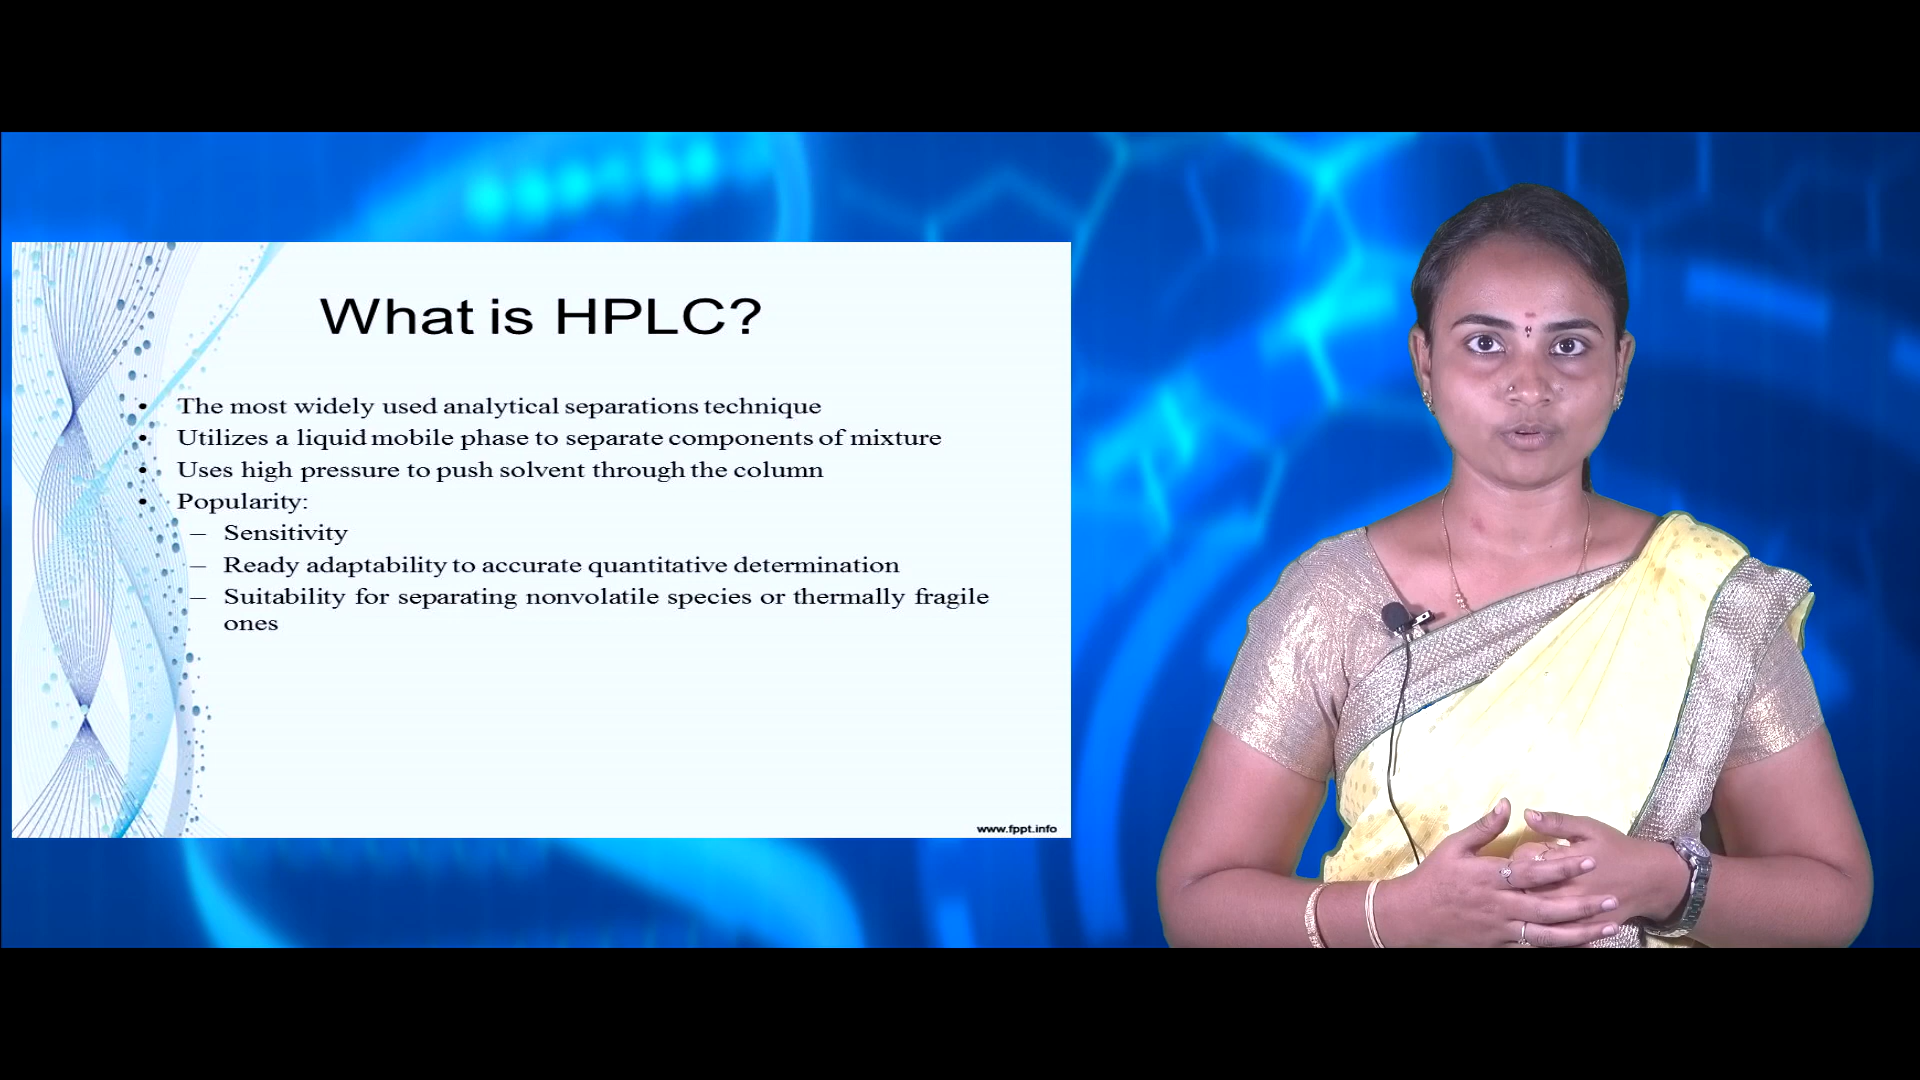 What is HPLC?
• The most widely used analytical separations technique
• Utilizes a liquid mobile phase to separate components of mixture
• Uses high pressure to push solvent through the column
• Popularity:
– Sensitivity
– Ready adaptability to accurate quantitative determination
– Suitability for separating nonvolatile species or thermally fragile
ones
www.fppt.info